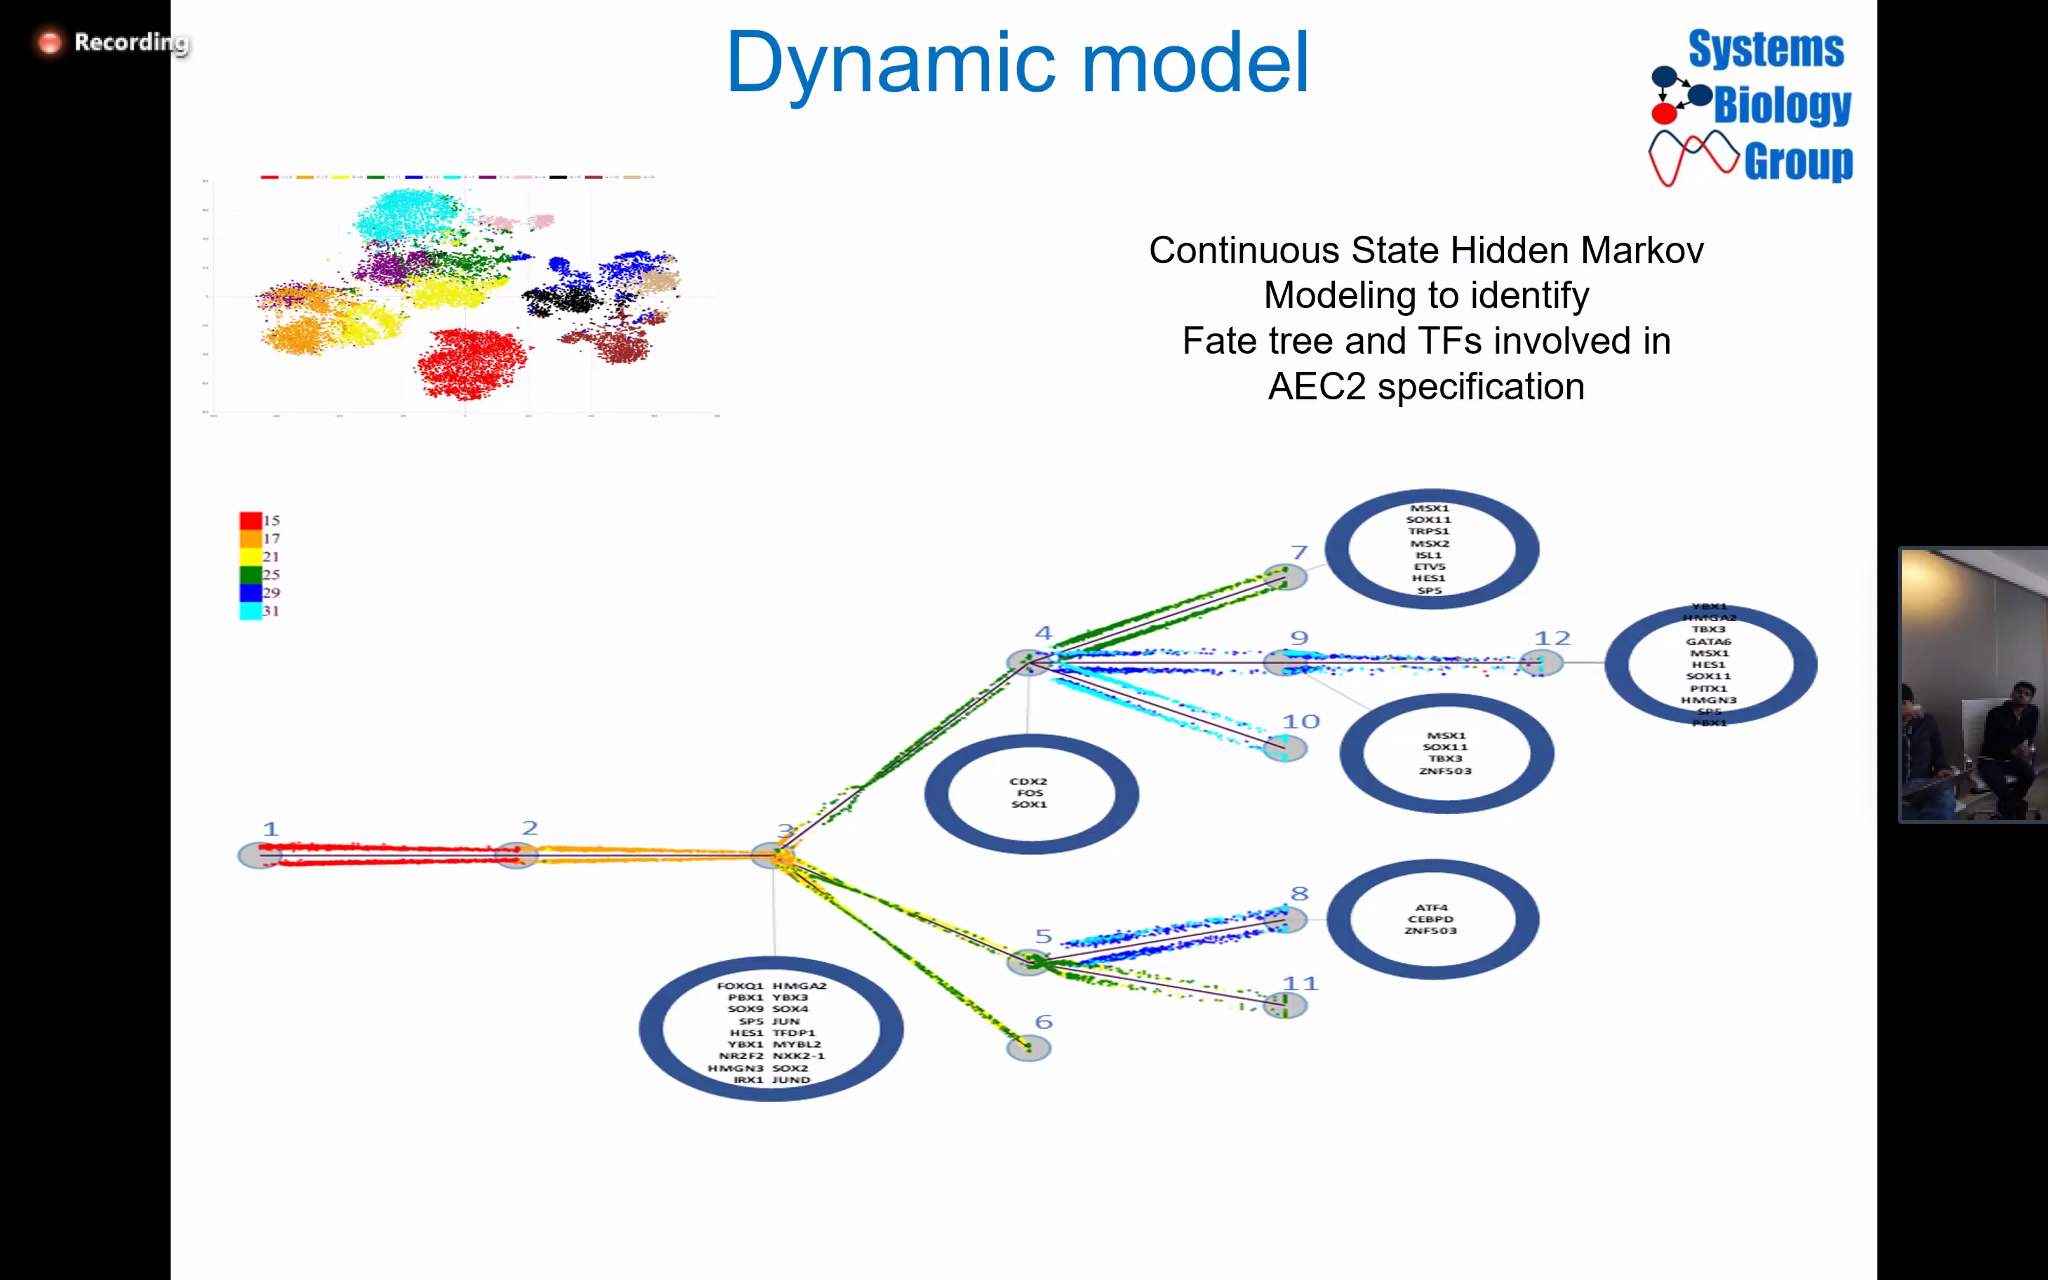 Recording
Dynamic model
Systems
Biology
Group
Continuous State Hidden Markov
Modeling to identify
Fate tree and TFs involved in
AEC2 specification
15
17
21
25
29
31
1
2
3
4
5
6
7
8
9
10
11
12
MSX1
SOX11
TRPS1
MSX2
ISL1
ETV5
HES1
SP5
YBX1
HMGA2
TBX3
GATA6
MSX1
HES1
SOX11
PITX1
HMGN3
SP5
PBX1
MSX1
SOX11
TBX3
ZNF503
CDX2
FOS
SOX1
ATF4
CEBPD
ZNF503
FOXQ1 HMGA2
PBX1 YBX3
SOX9 SOX4
SP5 JUN
HES1 TFDP1
YBX1 MYBL2
NR2F2 NXK2-1
HMGN3 SOX2
IRX1 JUND